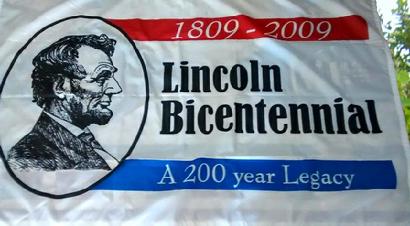 1809 - 2009
Lincoln
Bicentennial
A 200 year Legacy